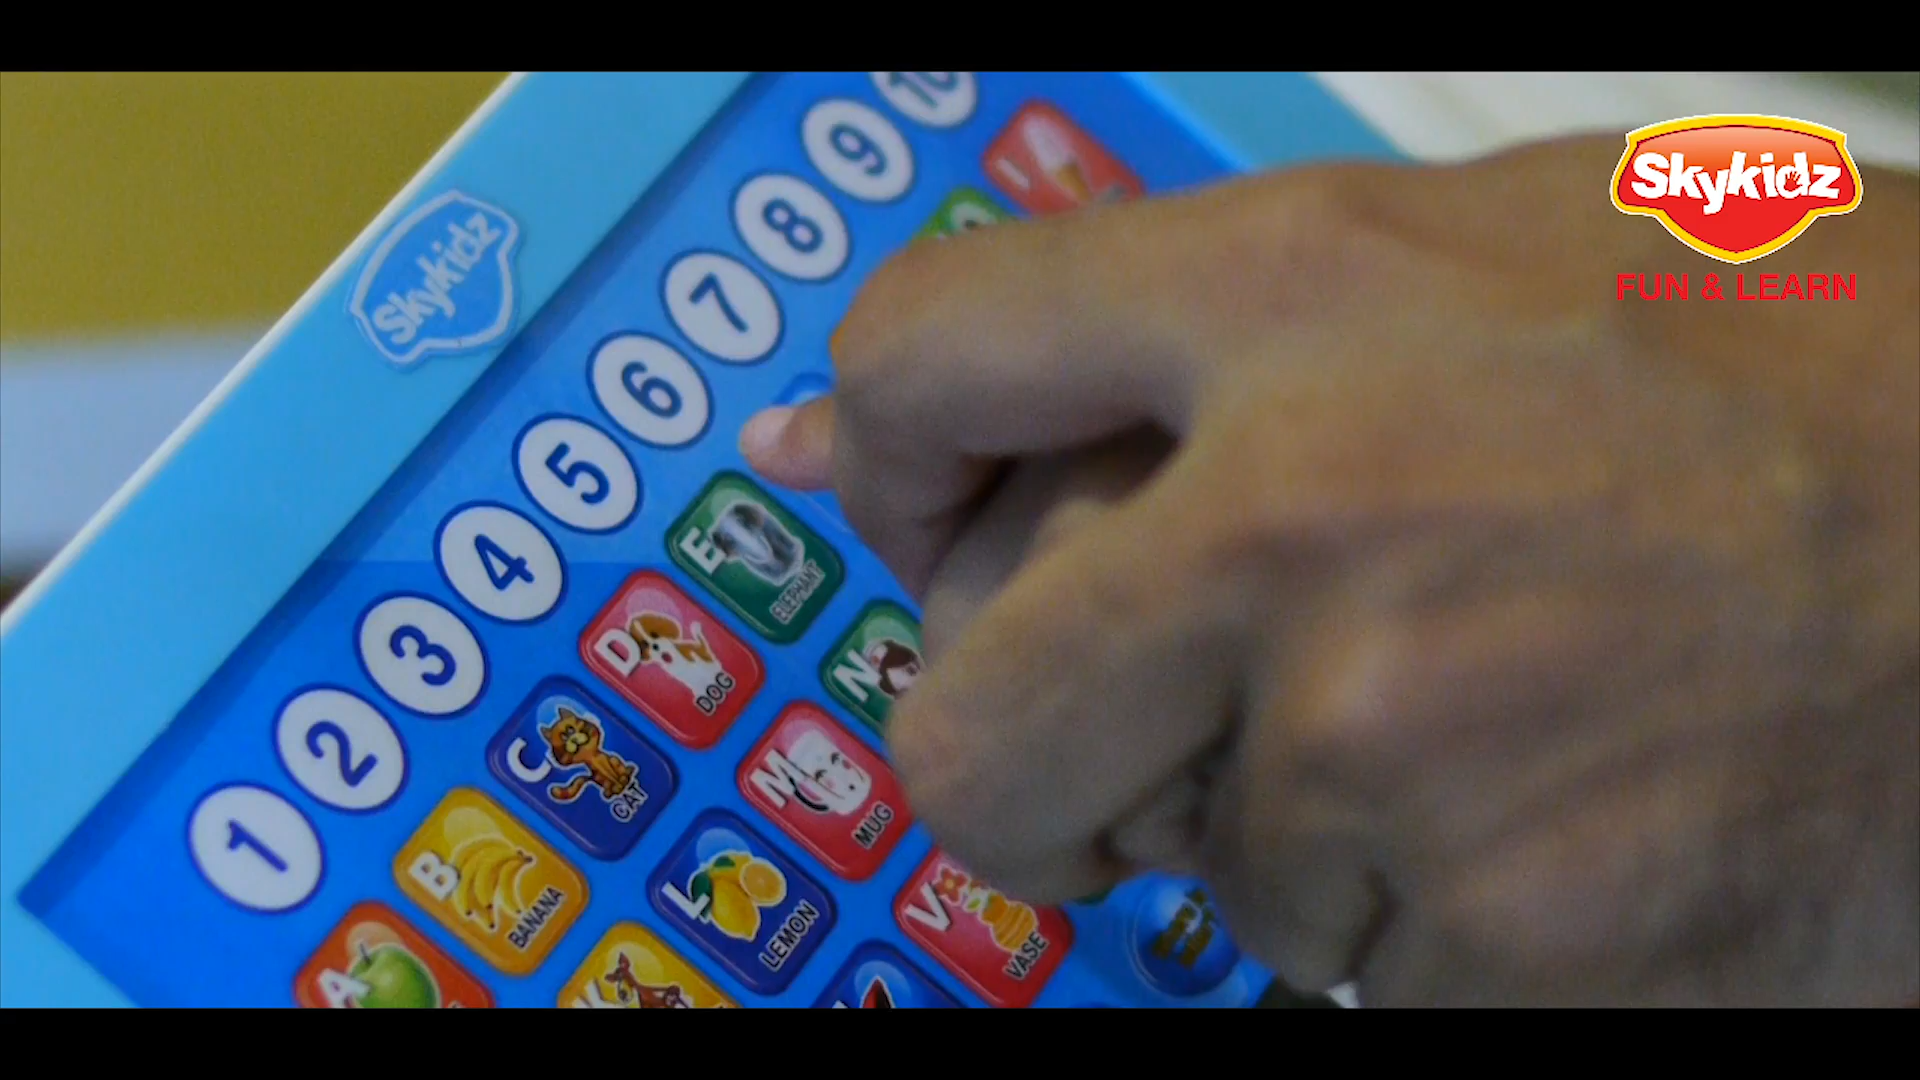 Skykidz
FUN & LEARN
Skykidz
1 2 3 4 5 6 7 8 9 10
A
B BANANA
C CAT
D DOG
E ELEPHANT
I
K
L LEMON
M MUG
N
V VASE